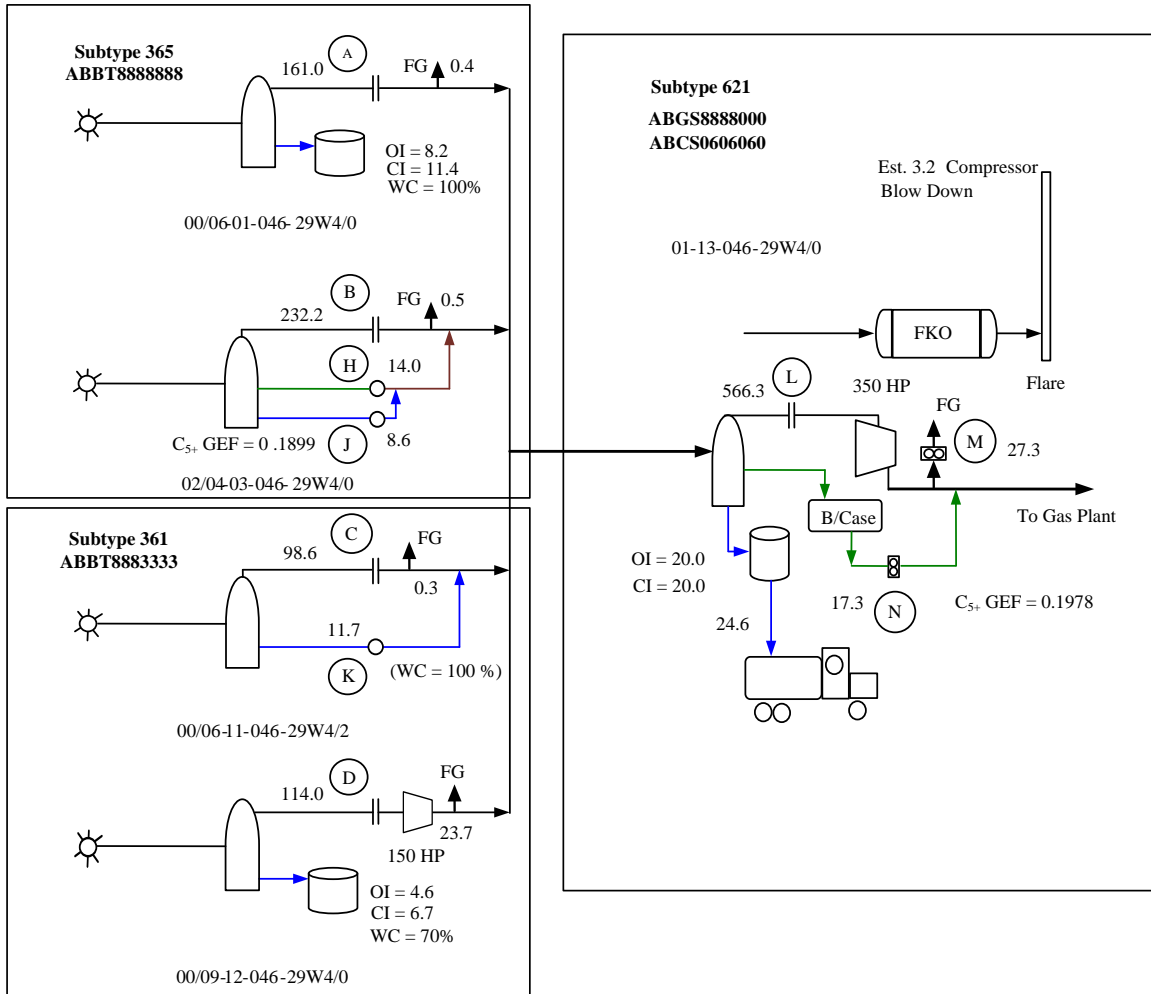 Subtype 365
ABBT8888888
A
161.0
FG
0.4
OI = 8.2
CI = 11.4
WC = 100%
00/06-01-046- 29W4/0
B
232.2
FG
0.5
H
14.0
J
8.6
C5+ GEF = 0 .1899
02/04-03-046- 29W4/0
Subtype 361
ABBT8883333
C
98.6
FG
0.3
11.7
K
(WC = 100 %)
00/06-11-046-29W4/2
D
114.0
FG
23.7
150 HP
OI = 4.6
CI = 6.7
WC = 70%
00/09-12-046-29W4/0
Subtype 621
ABGS8888000
ABCS0606060
Est. 3.2 Compressor
Blow Down
01-13-046-29W4/0
FKO
Flare
L
566.3
350 HP
FG
M
27.3
To Gas Plant
B/Case
OI = 20.0
CI = 20.0
17.3
N
C5+ GEF = 0.1978
24.6